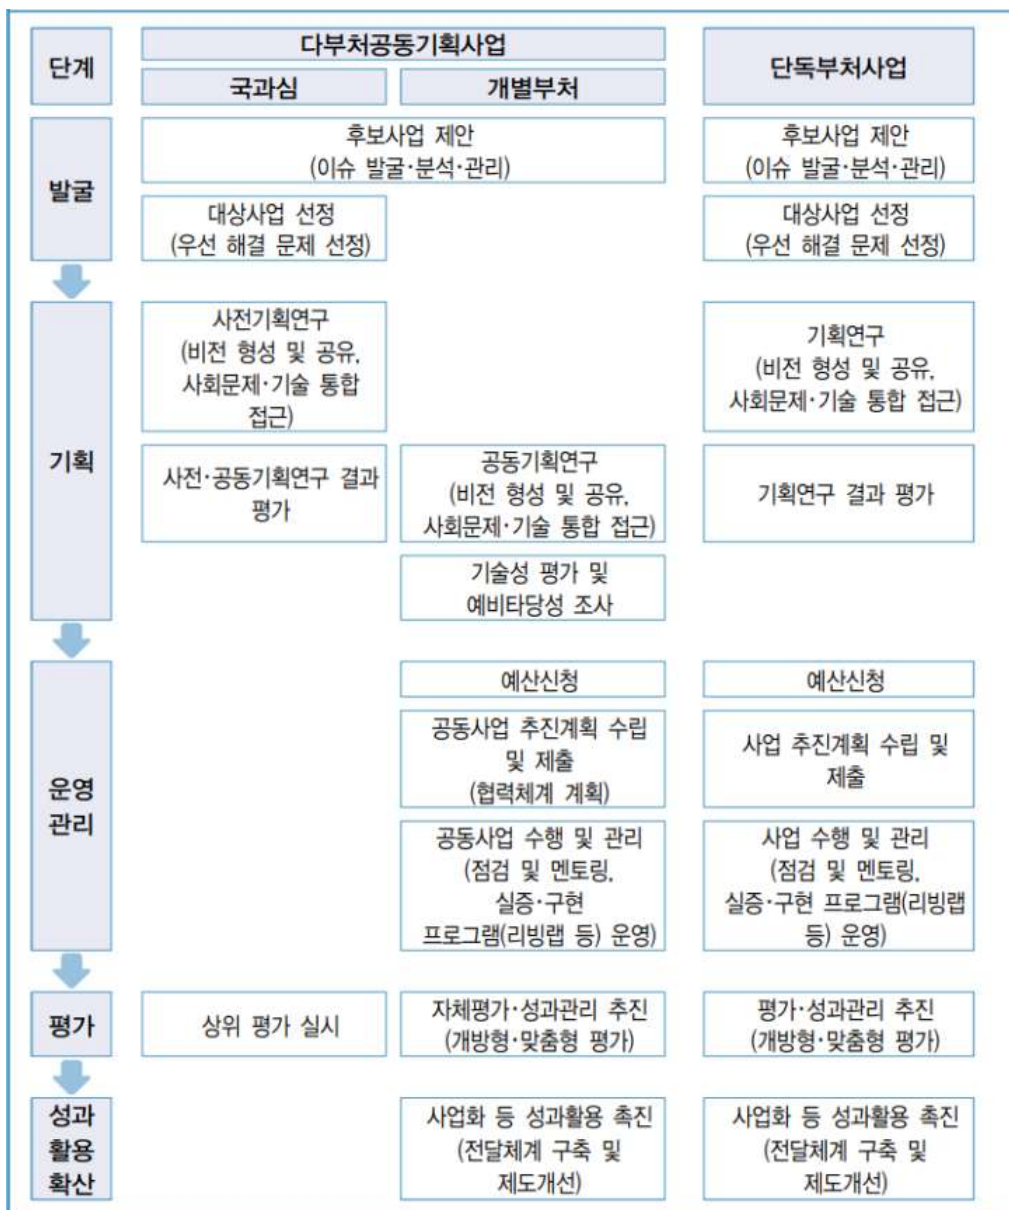 단계
다부처공동기획사업
국과심
개별부처
단독부처사업
발굴
후보사업 제안
(이슈 발굴·분석·관리)
후보사업 제안
(이슈 발굴·분석·관리)
대상사업 선정
(우선 해결 문제 선정)
대상사업 선정
(우선 해결 문제 선정)
기획
사전기획연구
(비전 형성 및 공유,
사회문제·기술 통합
접근)
기획연구
(비전 형성 및 공유,
사회문제·기술 통합 접근)
사전·공동기획연구 결과
평가
공동기획연구
(비전 형성 및 공유,
사회문제·기술 통합 접근)
기획연구 결과 평가
기술성 평가 및
예비타당성 조사
운영
관리
예산신청
예산신청
공동사업 추진계획 수립
및 제출
(협력체계 계획)
사업 추진계획 수립 및
제출
공동사업 수행 및 관리
(점검 및 멘토링,
실증·구현
프로그램(리빙랩 등) 운영)
사업 수행 및 관리
(점검 및 멘토링,
실증·구현 프로그램(리빙랩
등) 운영)
평가
상위 평가 실시
자체평가·성과관리 추진
(개방형·맞춤형 평가)
평가·성과관리 추진
(개방형·맞춤형 평가)
성과
활용
확산
사업화 등 성과활용 촉진
(전달체계 구축 및
제도개선)
사업화 등 성과활용 촉진
(전달체계 구축 및
제도개선)